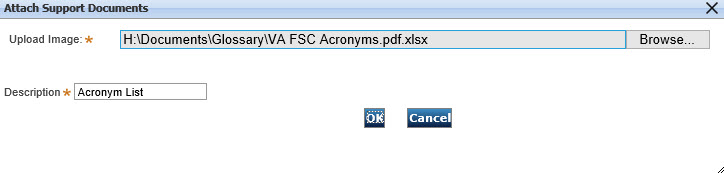 Attach Support Documents
Upload Image: * H:\Documents\Glossary\VA FSC Acronyms.pdf.xlsx Browse...
Description * Acronym List
OK Cancel